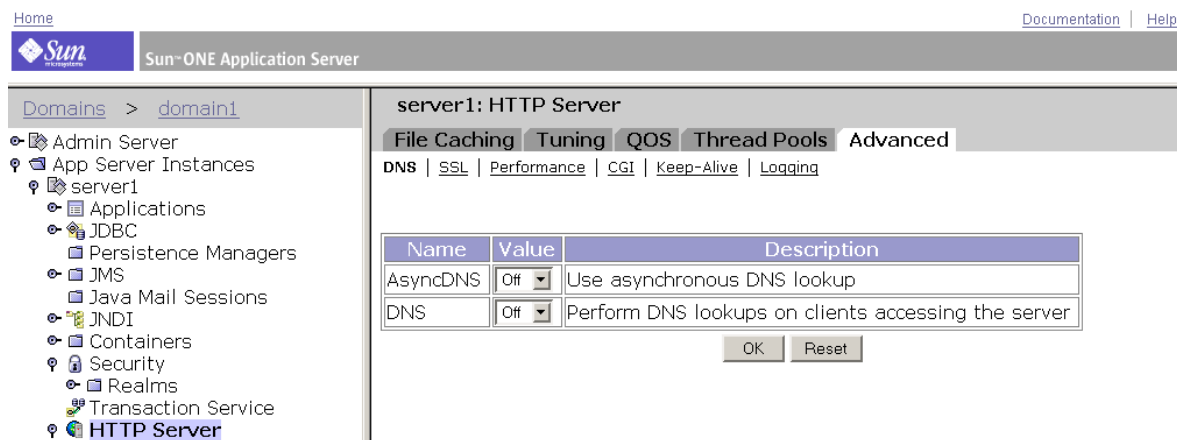 Home
Documentation | Help
Sun
microsystems
Sun™ ONE Application Server
Domains > domain1
Admin Server
App Server Instances
server1
Applications
JDBC
Persistence Managers
JMS
Java Mail Sessions
JNDI
Containers
Security
Realms
Transaction Service
HTTP Server
server1: HTTP Server
File Caching Tuning QOS Thread Pools Advanced
DNS | SSL | Performance | CGI | Keep-Alive | Logging
Name Value Description
AsyncDNS Off Use asynchronous DNS lookup
DNS Off Perform DNS lookups on clients accessing the server
OK Reset